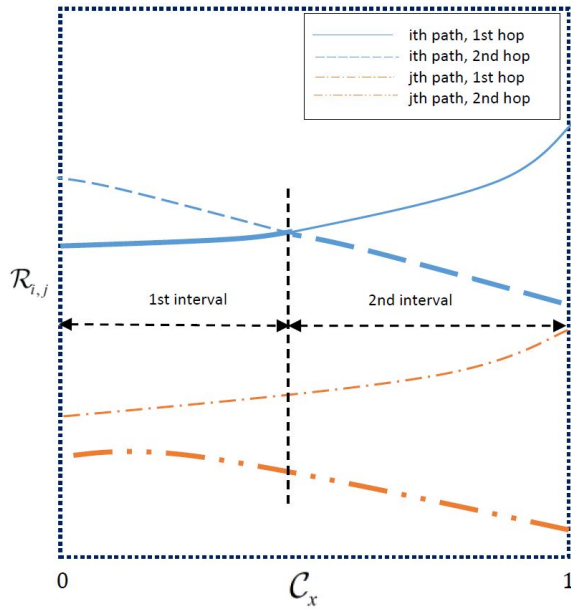 ith path, 1st hop
ith path, 2nd hop
jth path, 1st hop
jth path, 2nd hop
ℛi,j
1st interval
2nd interval
0
𝒞x
1